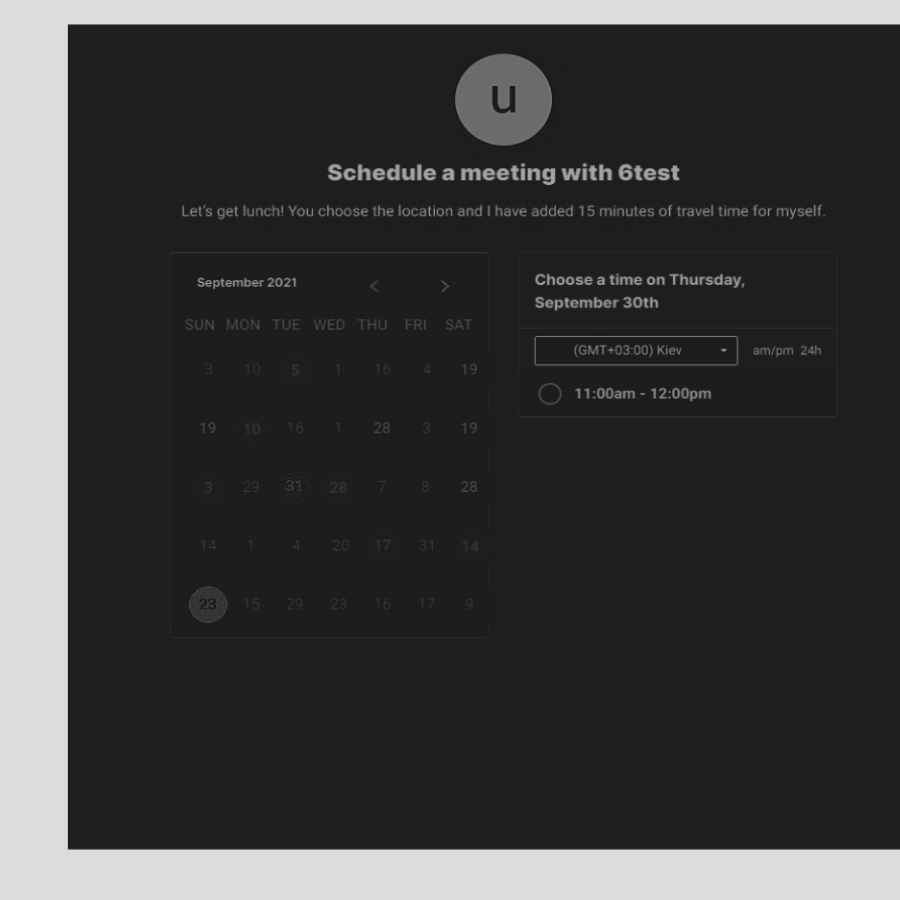 u
Schedule a meeting with 6test
Let's get lunch! You choose the location and I have added 15 minutes of travel time for myself.
September 2021
SUN MON TUE WED THU FRI SAT
3 10 5 1 16 4 19
19 10 16 1 28 3 19
3 29 31 28 7 8 28
14 1 4 20 17 31 14
23 15 29 23 16 17 9
Choose a time on Thursday,
September 30th
(GMT+03:00) Kiev am/pm 24h
11:00am - 12:00pm